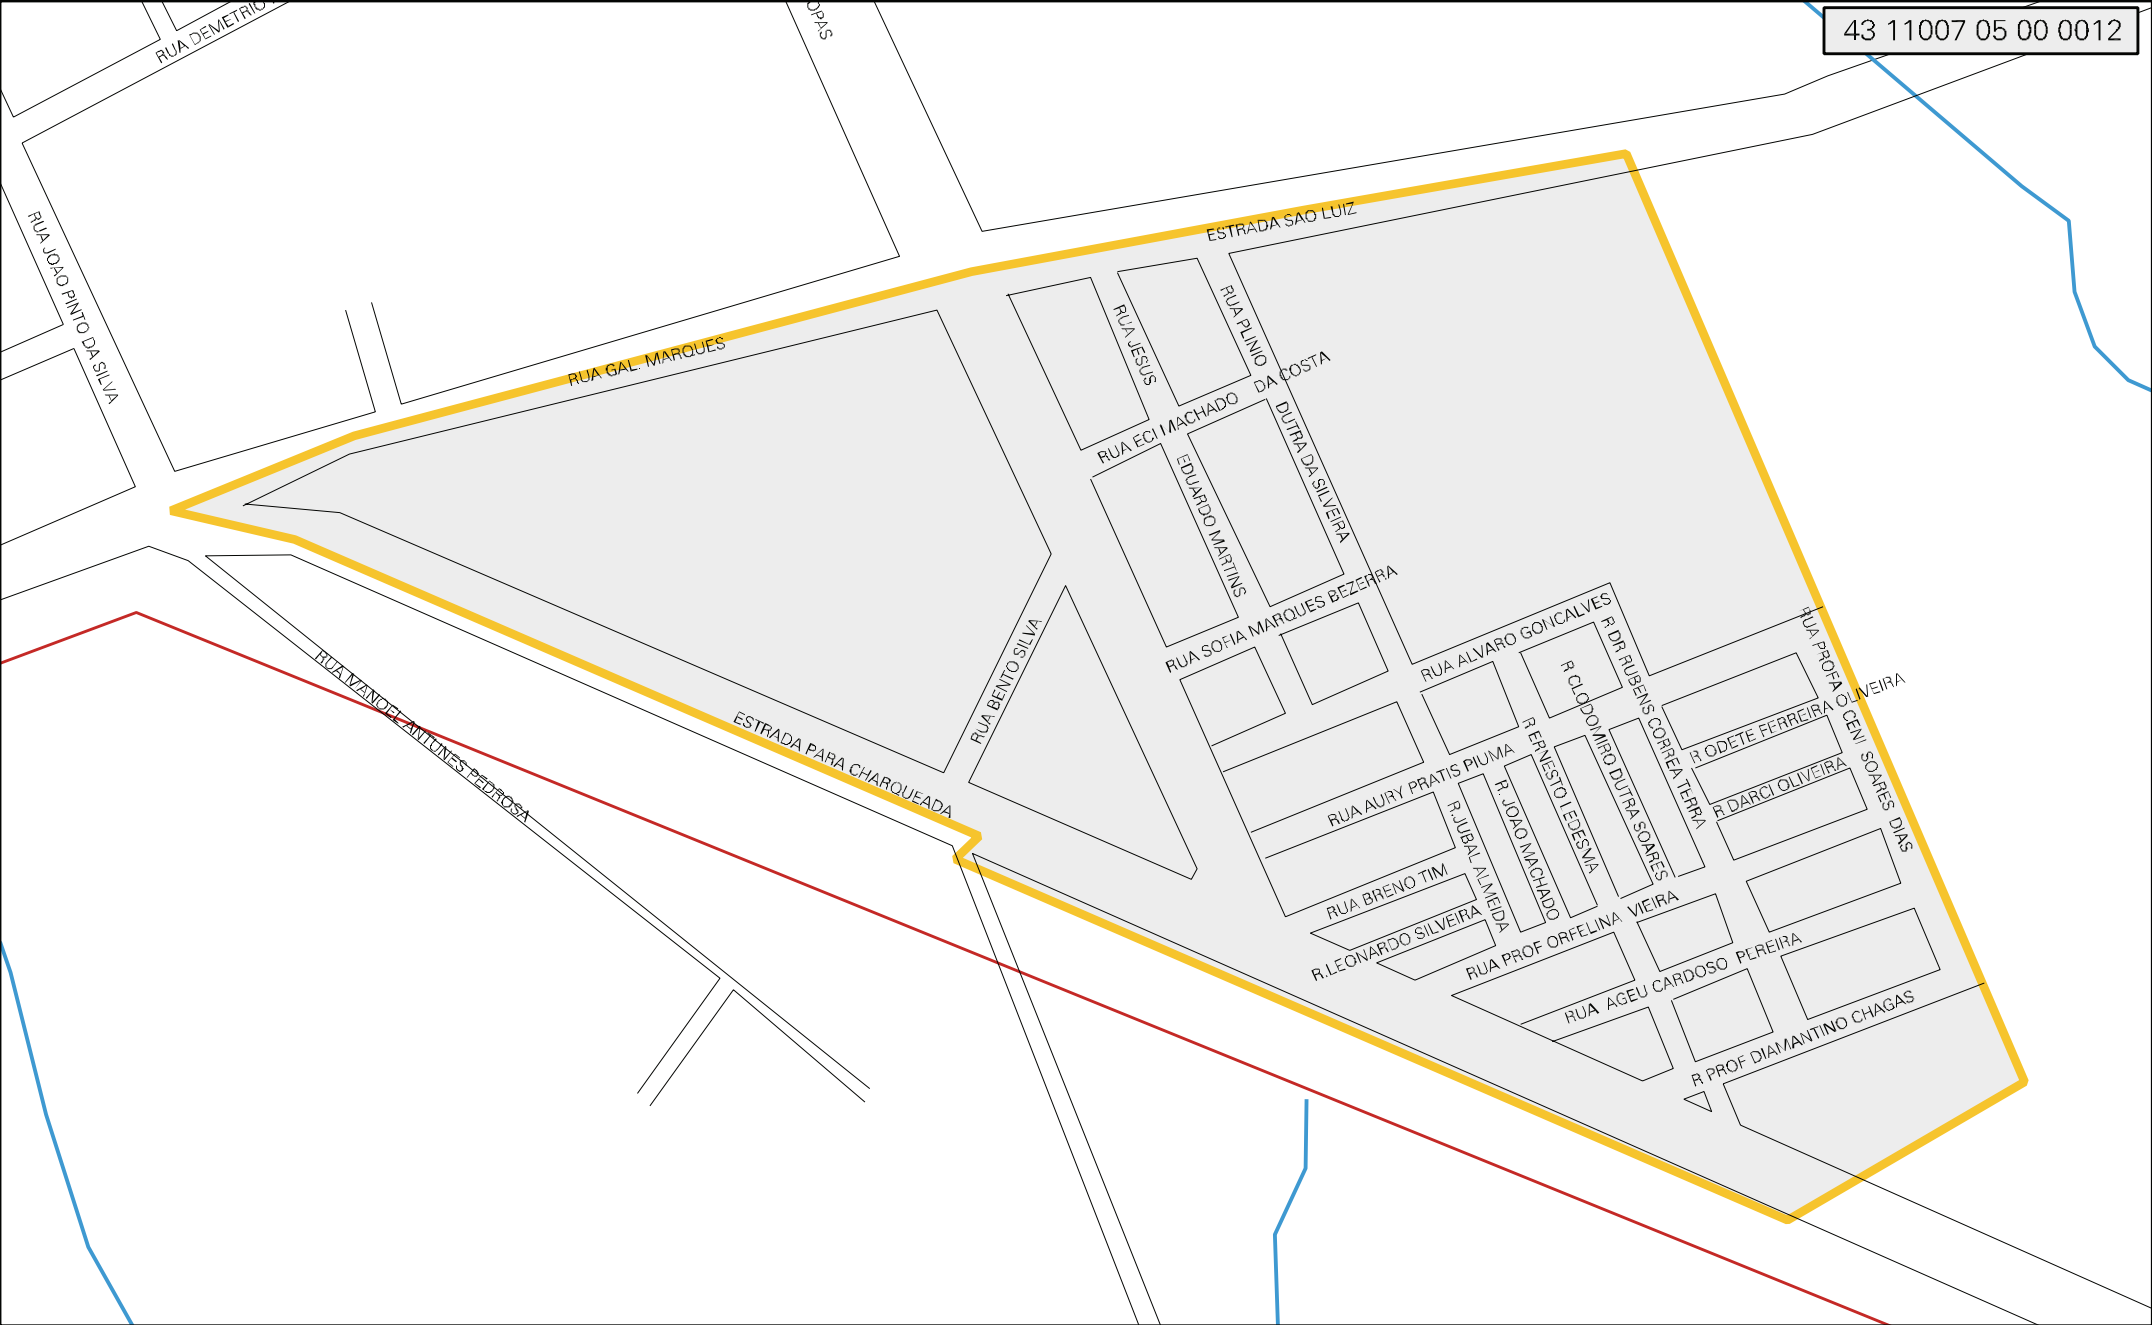 43 11007 05 00 0012
RUA DEMETRIO
OPAS
RUA JOAO PINTO DA SILVA
ESTRADA SAO LUIZ
RUA GAL. MARQUES
RUA JESUS
EDUARDO MARTINS
RUA PLINIO
DUTRA DA SILVEIRA
RUA ECI MACHADO DA COSTA
RUA SOFIA MARQUES BEZERRA
RUA ALVARO GONCALVES
R DR RUBENS CORREA TERRA
R CLODOMIRO DUTRA SOARES
RUA PROFA CENI SOARES DIAS
R ODETE FERREIRA OLIVEIRA
R DARCI OLIVEIRA
RUA BENTO SILVA
RUA MANOEL ANTUNES PEDROSA
ESTRADA PARA CHARQUEADA
RUA AURY PRATIS PIUMA
R ERNESTO LEDESMA
R. JOAO MACHADO
R.JUBAL ALMEIDA
RUA BRENO TIM
R.LEONARDO SILVEIRA
RUA PROF ORFELINA VIEIRA
RUA AGEU CARDOSO PEREIRA
R PROF DIAMANTINO CHAGAS